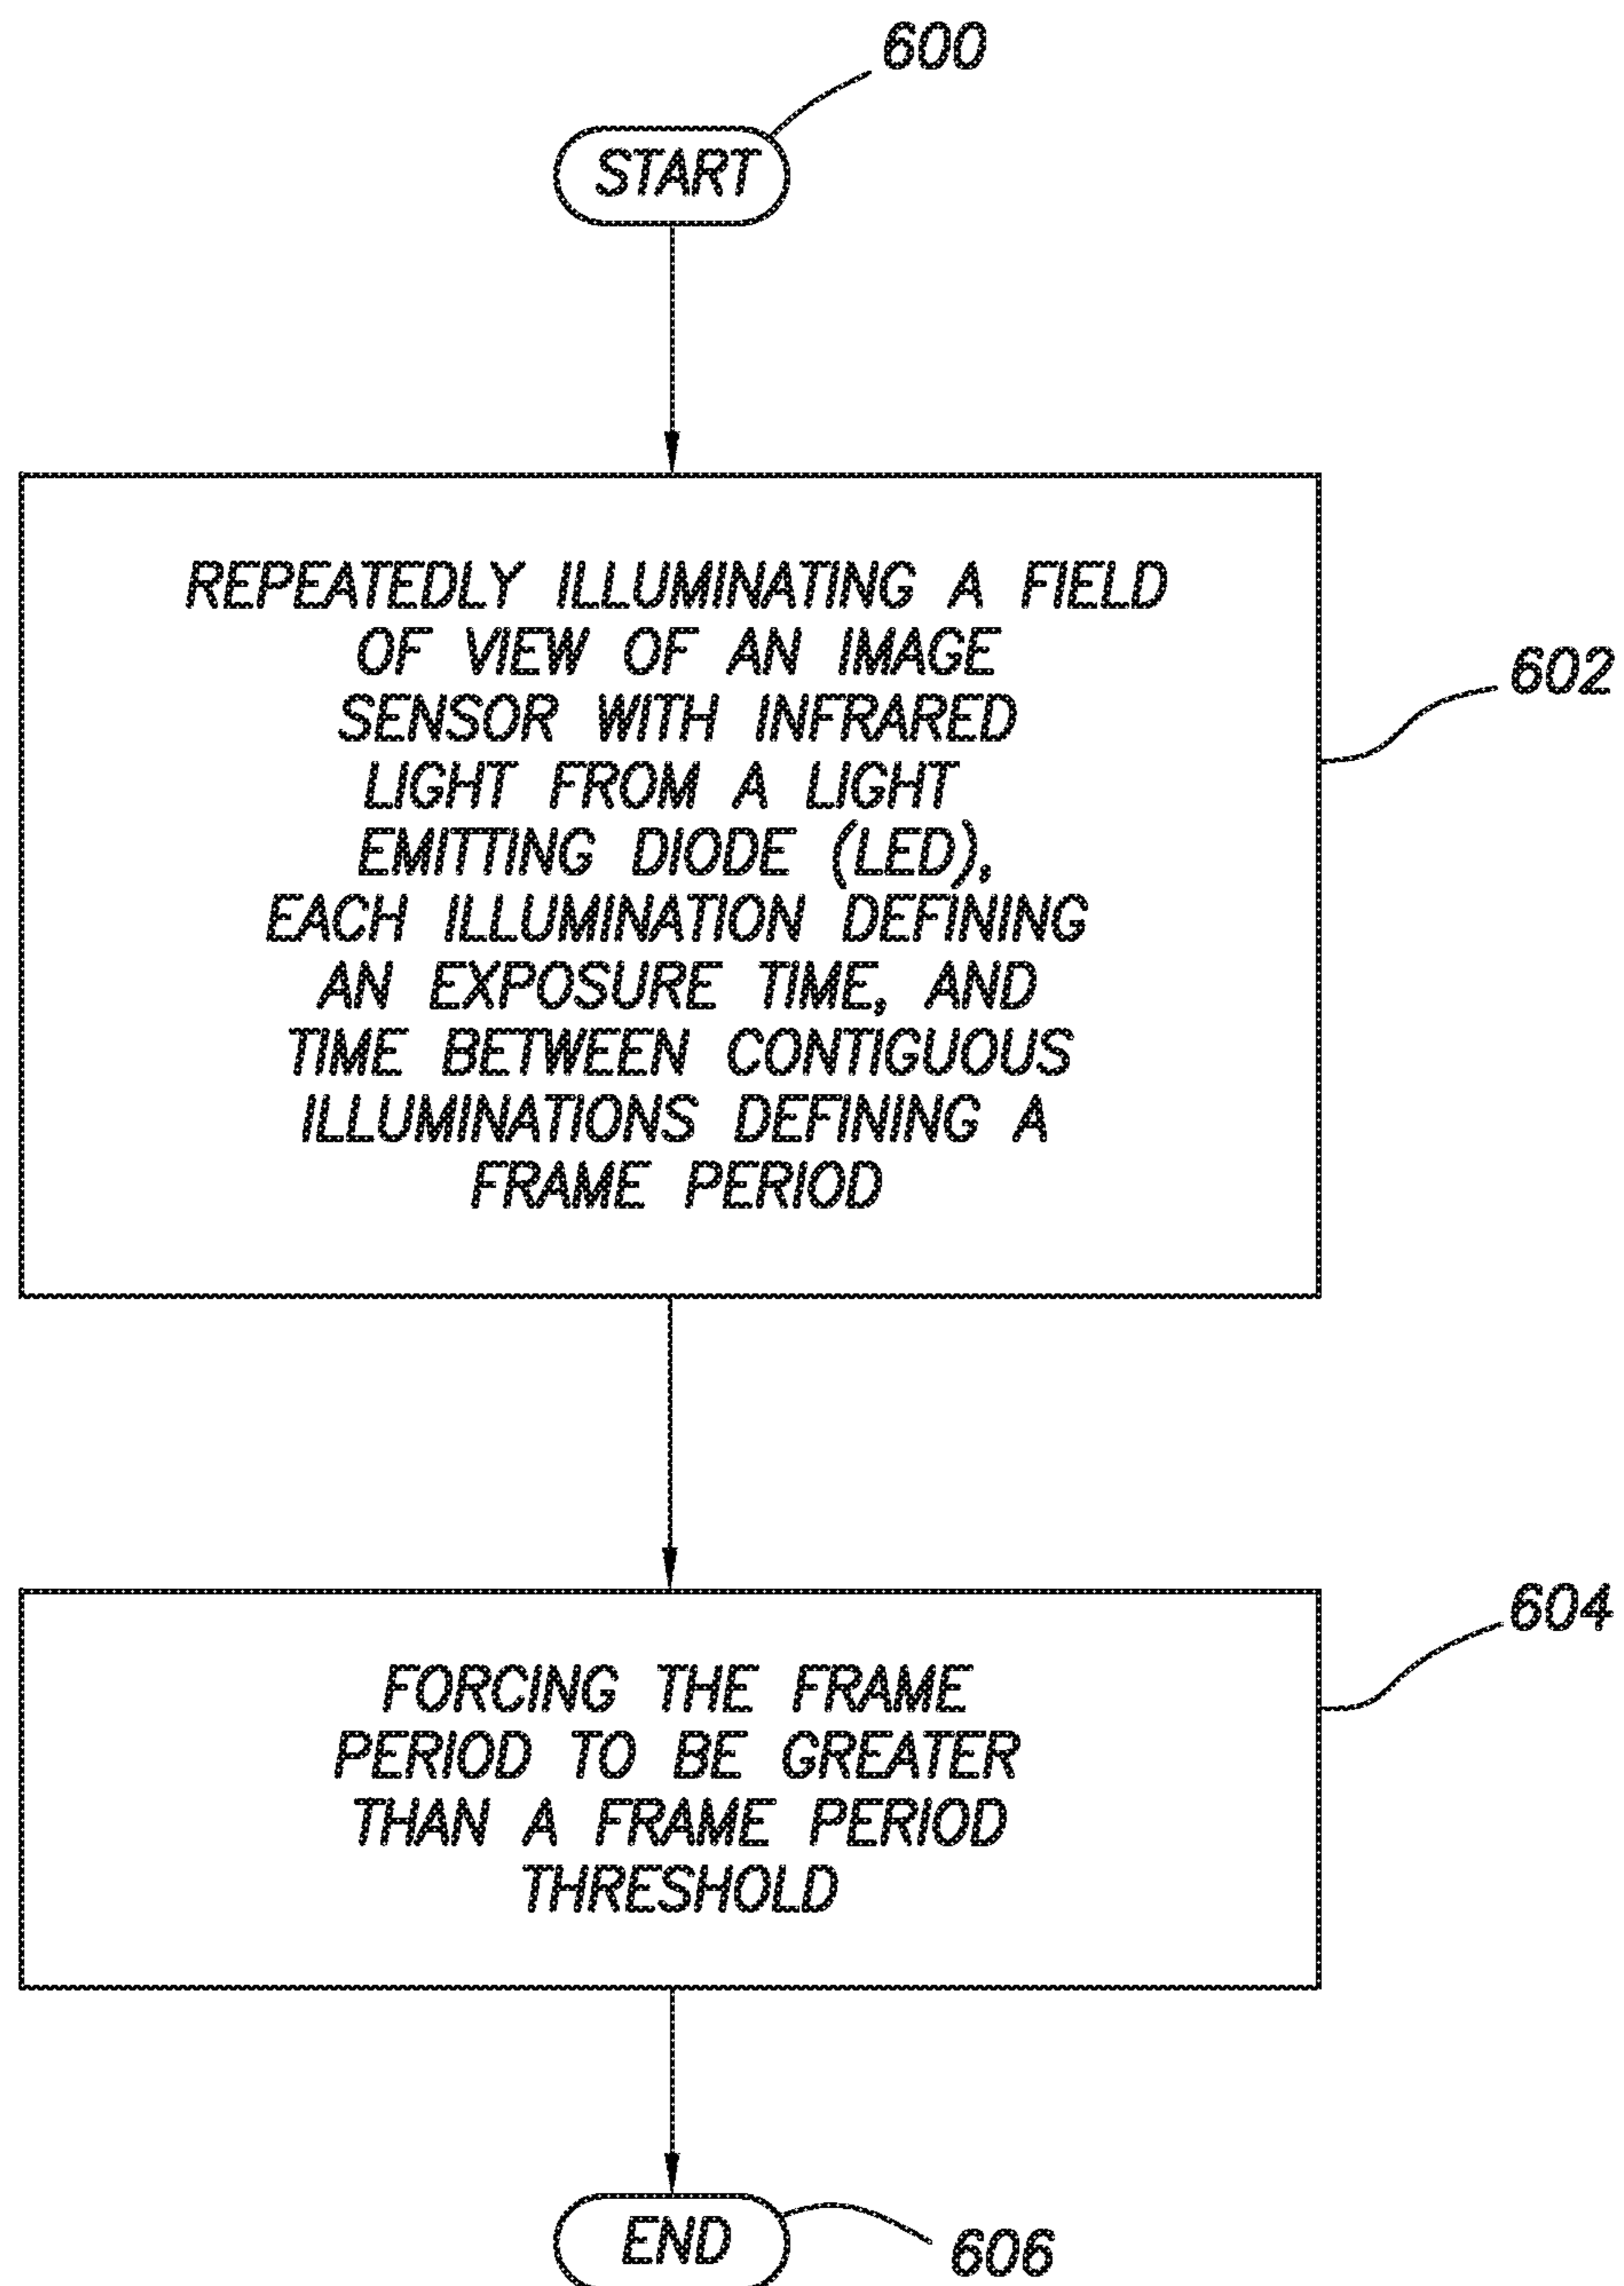 600
START
REPEATEDLY ILLUMINATING A FIELD
OF VIEW OF AN IMAGE
SENSOR WITH INFRARED
LIGHT FROM A LIGHT
EMITTING DIODE (LED),
EACH ILLUMINATION DEFINING
AN EXPOSURE TIME, AND
TIME BETWEEN CONTIGUOUS
ILLUMINATIONS DEFINING A
FRAME PERIOD
602
FORCING THE FRAME
PERIOD TO BE GREATER
THAN A FRAME PERIOD
THRESHOLD
604
END
606